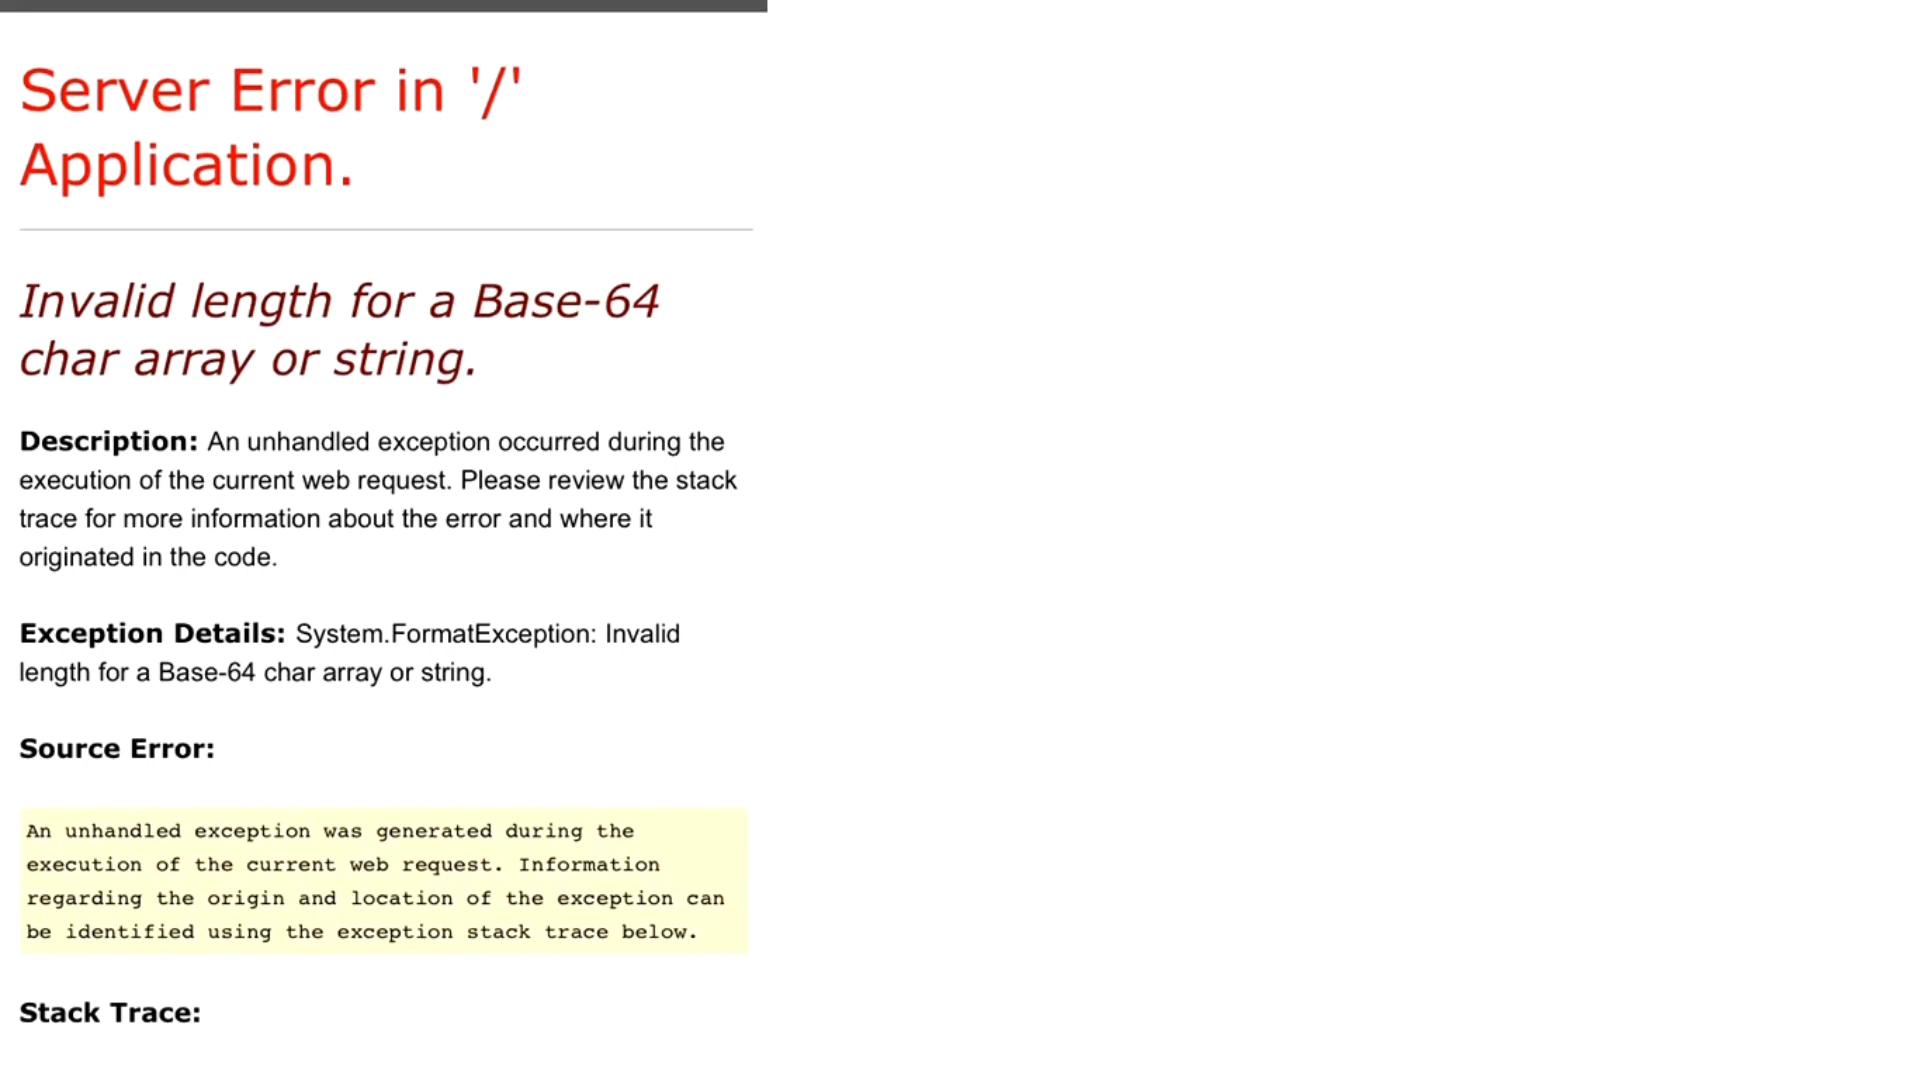 Server Error in '/'
Application.
Invalid length for a Base-64
char array or string.
Description: An unhandled exception occurred during the
execution of the current web request. Please review the stack
trace for more information about the error and where it
originated in the code.
Exception Details: System.FormatException: Invalid
length for a Base-64 char array or string.
Source Error:
An unhandled exception was generated during the
execution of the current web request. Information
regarding the origin and location of the exception can
be identified using the exception stack trace below.
Stack Trace: